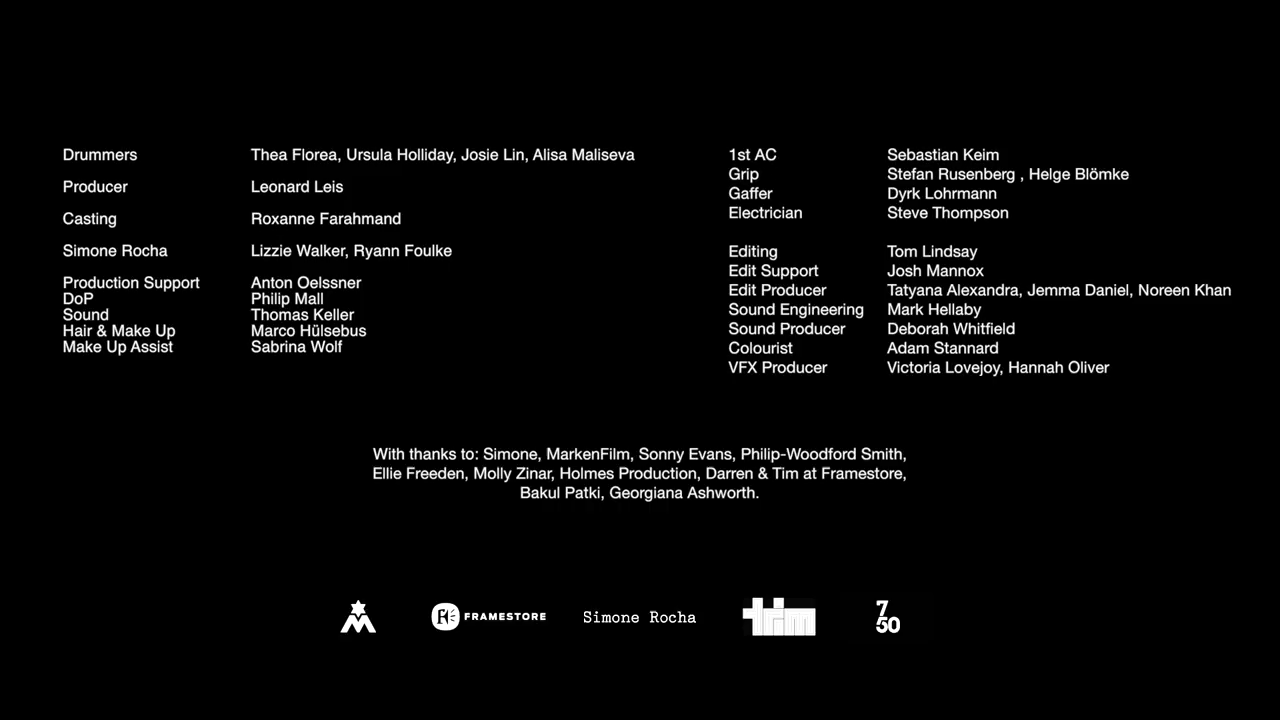 Drummers Thea Florea, Ursula Holliday, Josie Lin, Alisa Maliseva
Producer Leonard Leis
Casting Roxanne Farahmand
Simone Rocha Lizzie Walker, Ryann Foulke
Production Support Anton Oelssner
DoP Philip Mall
Sound Thomas Keller
Hair & Make Up Marco Hülsebus
Make Up Assist Sabrina Wolf
1st AC Sebastian Keim
Grip Stefan Rusenberg , Helge Blömke
Gaffer Dyrk Lohrmann
Electrician Steve Thompson
Editing Tom Lindsay
Edit Support Josh Mannox
Edit Producer Tatyana Alexandra, Jemma Daniel, Noreen Khan
Sound Engineering Mark Hellaby
Sound Producer Deborah Whitfield
Colourist Adam Stannard
VFX Producer Victoria Lovejoy, Hannah Oliver
With thanks to: Simone, MarkenFilm, Sonny Evans, Philip-Woodford Smith,
Ellie Freeden, Molly Zinar, Holmes Production, Darren & Tim at Framestore,
Bakul Patki, Georgiana Ashworth.
FRAMESTORE
Simone Rocha
trim
7
50